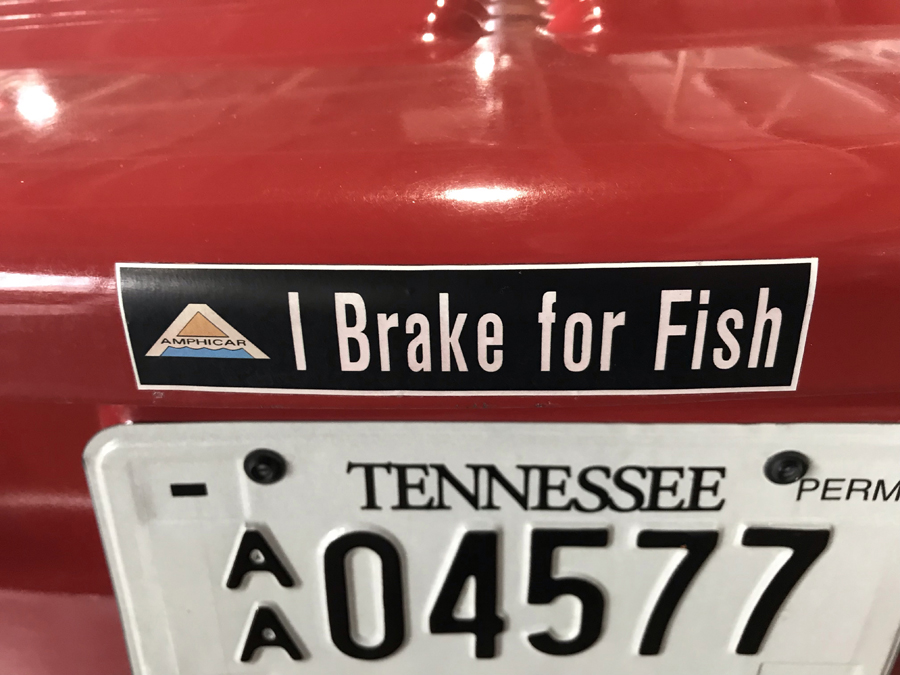 AMPHICAR
I Brake for Fish
TENNESSEE
PERM
AA 04577